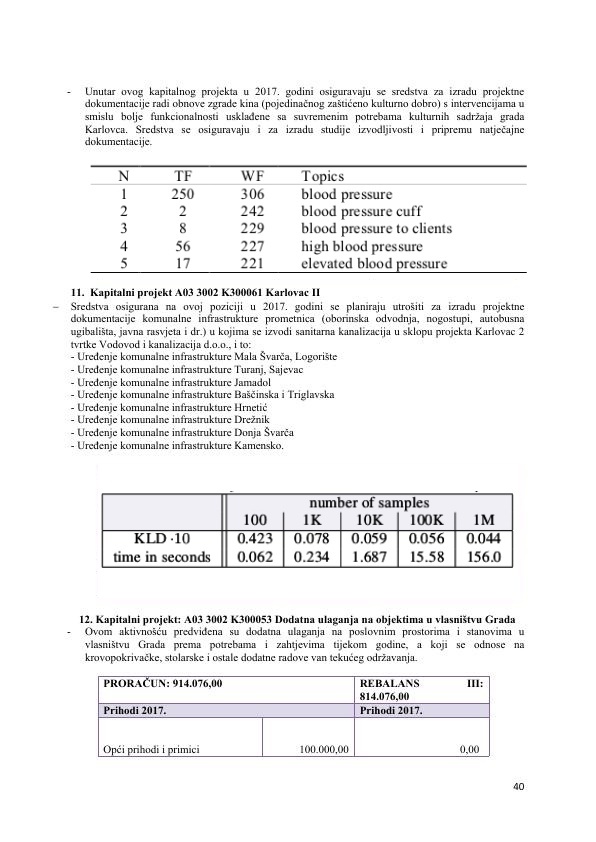 - Unutar ovog kapitalnog projekta u 2017. godini osiguravaju se sredstva za izradu projektne
dokumentacije radi obnove zgrade kina (pojedinačnog zaštićeno kulturno dobro) s intervencijama u
smislu bolje funkcionalnosti usklađene sa suvremenim potrebama kulturnih sadržaja grada
Karlovca. Sredstva se osiguravaju i za izradu studije izvodljivosti i pripremu natječajne
dokumentacije.
N TF WF Topics
1 250 306 blood pressure
2 2 242 blood pressure cuff
3 8 229 blood pressure to clients
4 56 227 high blood pressure
5 17 221 elevated blood pressure
11. Kapitalni projekt A03 3002 K300061 Karlovac II
– Sredstva osigurana na ovoj poziciji u 2017. godini se planiraju utrošiti za izradu projektne
dokumentacije komunalne infrastrukture prometnica (oborinska odvodnja, nogostupi, autobusna
ugibališta, javna rasvjeta i dr.) u kojima se izvodi sanitarna kanalizacija u sklopu projekta Karlovac 2
tvrtke Vodovod i kanalizacija d.o.o., i to:
- Uređenje komunalne infrastrukture Mala Švarča, Logorište
- Uređenje komunalne infrastrukture Turanj, Sajevac
- Uređenje komunalne infrastrukture Jamadol
- Uređenje komunalne infrastrukture Baščinska i Triglavska
- Uređenje komunalne infrastrukture Hrnetić
- Uređenje komunalne infrastrukture Drežnik
- Uređenje komunalne infrastrukture Donja Švarča
- Uređenje komunalne infrastrukture Kamensko.
number of samples
100 1K 10K 100K 1M
KLD ·10 0.423 0.078 0.059 0.056 0.044
time in seconds 0.062 0.234 1.687 15.58 156.0
12. Kapitalni projekt: A03 3002 K300053 Dodatna ulaganja na objektima u vlasništvu Grada
- Ovom aktivnošću predviđena su dodatna ulaganja na poslovnim prostorima i stanovima u
vlasništvu Grada prema potrebama i zahtjevima tijekom godine, a koji se odnose na
krovopokrivačke, stolarske i ostale dodatne radove van tekućeg održavanja.
PRORAČUN: 914.076,00 REBALANS III:
814.076,00
Prihodi 2017. Prihodi 2017.
Opći prihodi i primici 100.000,00 0,00
40